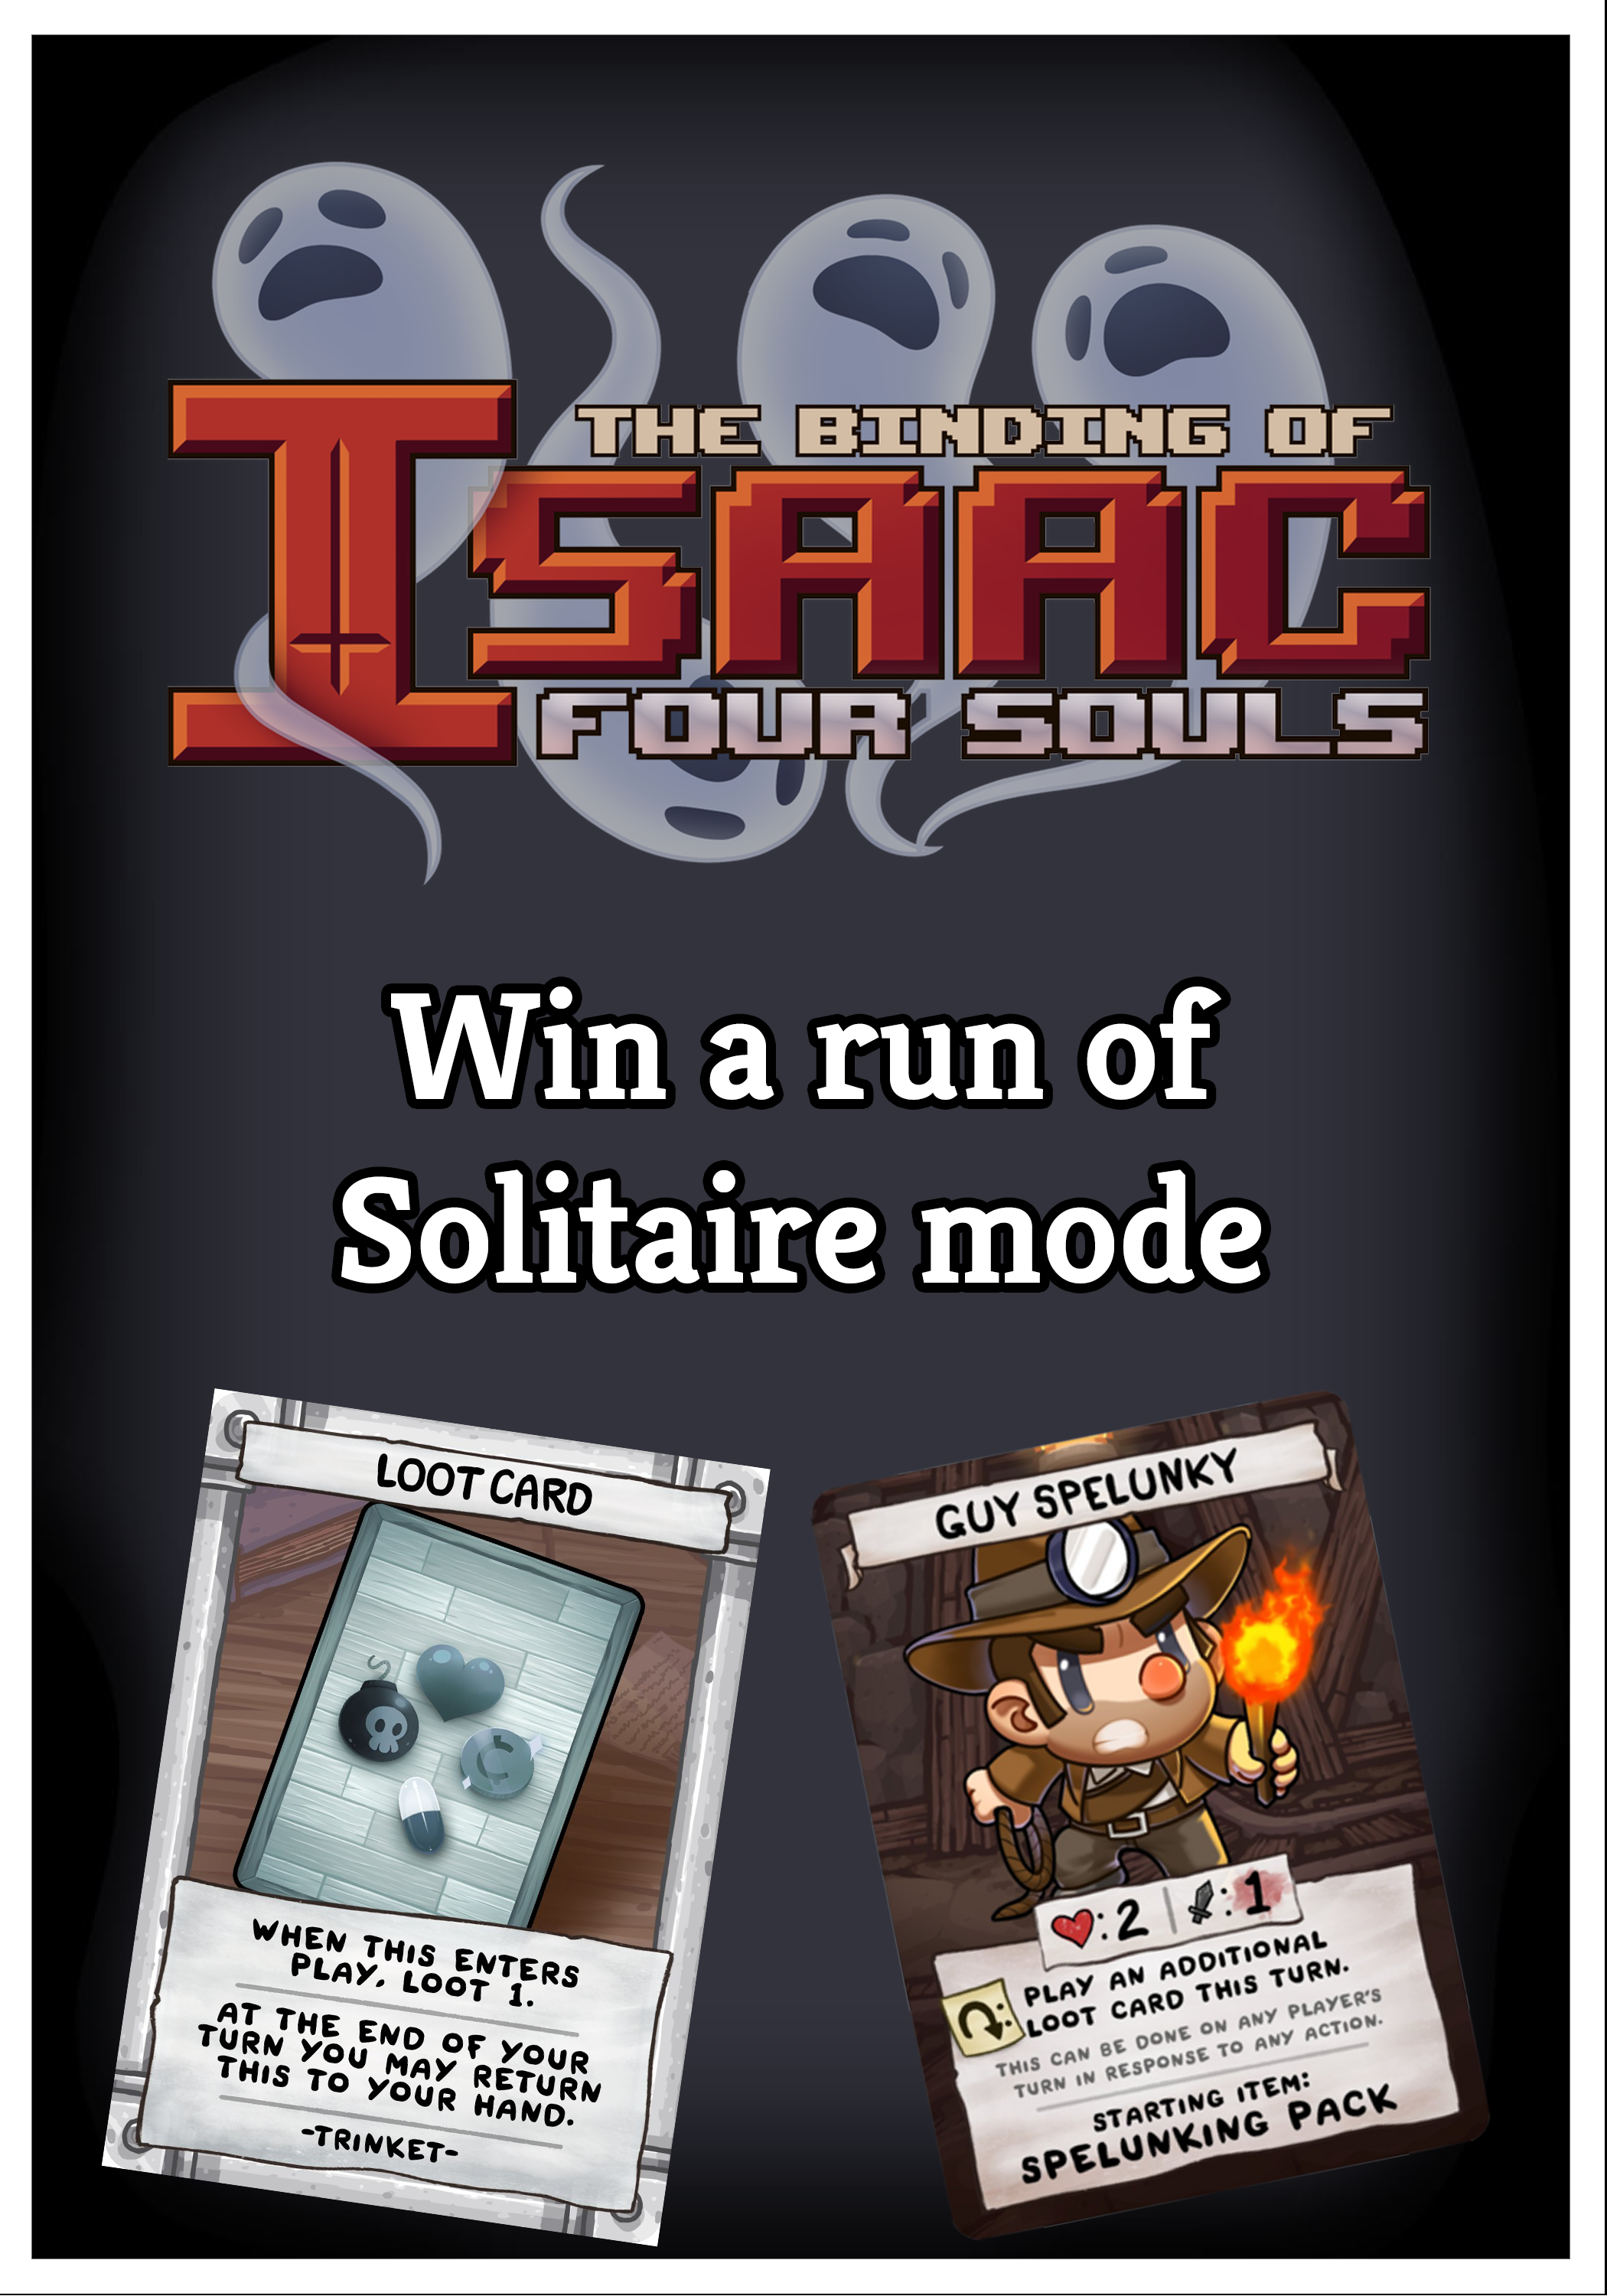 THE BINDING OF
ISAAC
FOUR SOULS
Win a run of
Solitaire mode
LOOT CARD
WHEN THIS ENTERS
PLAY, LOOT 1.
AT THE END OF YOUR
TURN YOU MAY RETURN
THIS TO YOUR HAND.
-TRINKET-
GUY SPELUNKY
:2 :1
PLAY AN ADDITIONAL
LOOT CARD THIS TURN.
THIS CAN BE DONE ON ANY PLAYER'S
TURN IN RESPONSE TO ANY ACTION.
STARTING ITEM:
SPELUNKING PACK